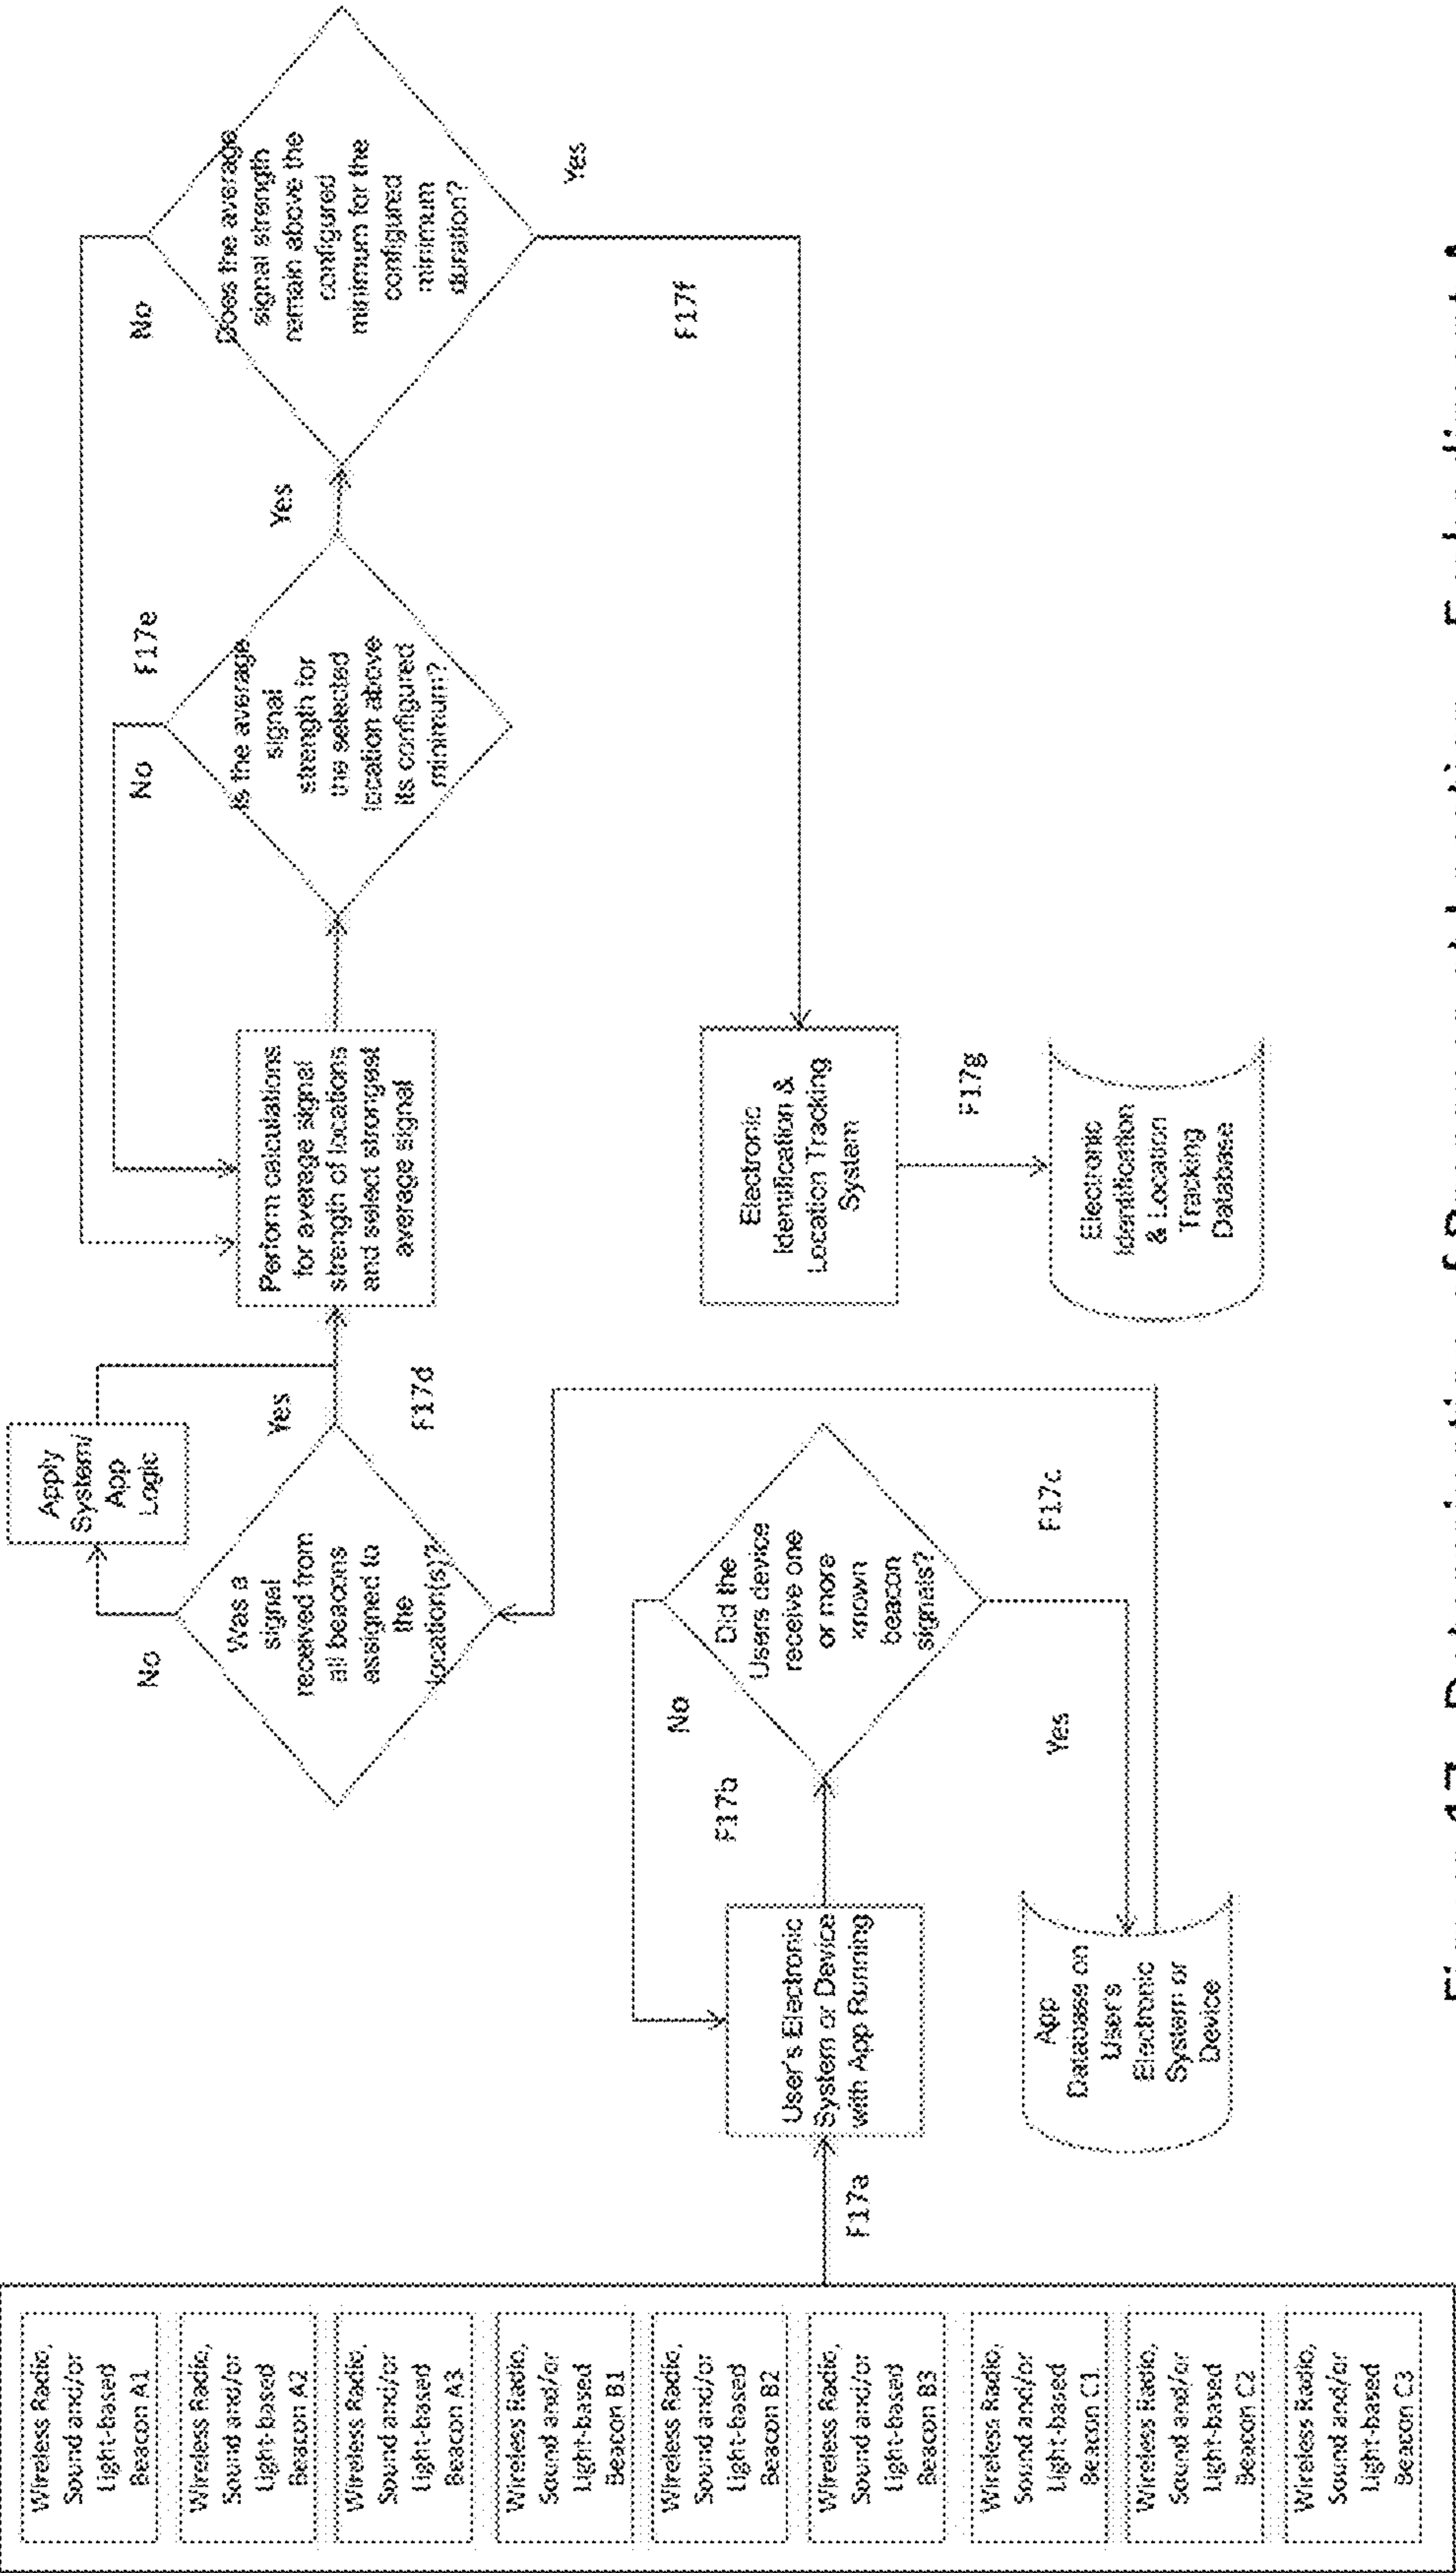 Wireless Radio,
Sound and/or
Light-based
Beacon A1
Wireless Radio,
Sound and/or
Light-based
Beacon A2
Wireless Radio,
Sound and/or
Light-based
Beacon A3
Wireless Radio,
Sound and/or
Light-based
Beacon B1
Wireless Radio,
Sound and/or
Light-based
Beacon B2
Wireless Radio,
Sound and/or
Light-based
Beacon B3
Wireless Radio,
Sound and/or
Light-based
Beacon C1
Wireless Radio,
Sound and/or
Light-based
Beacon C2
Wireless Radio,
Sound and/or
Light-based
Beacon C3
F17a
User's Electronic
System or Device
with App Running
F17b
No
Did the
Users device
receive one
or more
known
beacon
signals?
Yes
F17c
App
Database on
User's
Electronic
System or
Device
No
Was a
signal
received from
all beacons
assigned to
the
location(s)?
Apply
System/
App
Logic
Yes
F17d
Perform calculations
for average signal
strength of locations
and select strongest
average signal
No
F17e
Is the average
signal
strength for
the selected
location above
its configured
minimum?
Yes
No
Does the average
signal strength
remain above the
configured
minimum for the
configured
minimum
duration?
Yes
F17f
Electronic
Identification &
Location Tracking
System
F17g
Electronic
Identification
& Location
Tracking
Database